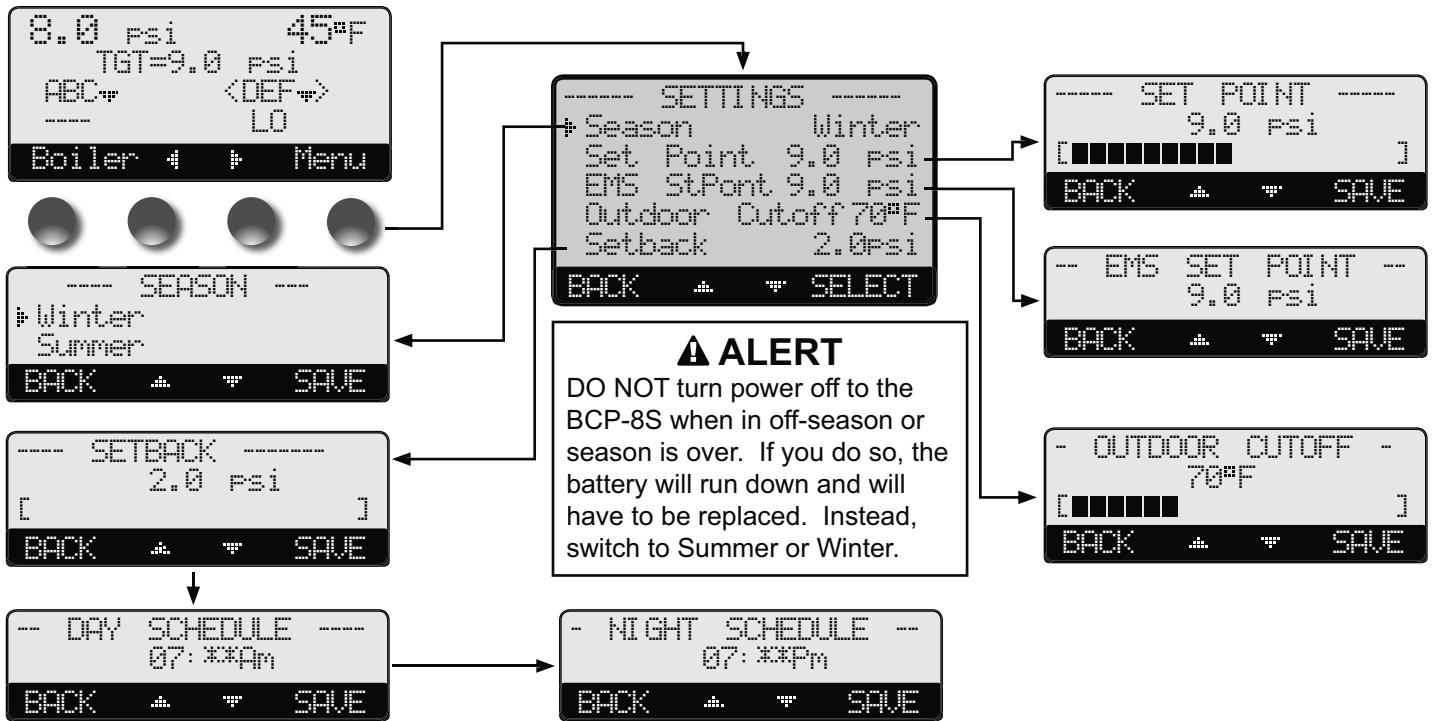 8.0 psi 45°F
TGT=9.0 psi
ABC▼ <DEF▼>
---- LO
Boiler ◀ ▶ Menu
------ SETTINGS ------
▶Season Winter
Set Point 9.0 psi
EMS StPont 9.0 psi
Outdoor Cutoff 70°F
Setback 2.0psi
BACK ▲ ▼ SELECT
----- SET POINT -----
9.0 psi
[█████████ ]
BACK ▲ ▼ SAVE
-- EMS SET POINT --
9.0 psi
BACK ▲ ▼ SAVE
- OUTDOOR CUTOFF -
70°F
[██████ ]
BACK ▲ ▼ SAVE
---- SEASON ---
▶Winter
Summer
BACK ▲ ▼ SAVE
⚠ ALERT
DO NOT turn power off to the
BCP-8S when in off-season or
season is over. If you do so, the
battery will run down and will
have to be replaced. Instead,
switch to Summer or Winter.
---- SETBACK -------
2.0 psi
[ ]
BACK ▲ ▼ SAVE
-- DAY SCHEDULE ----
07:**Am
BACK ▲ ▼ SAVE
- NIGHT SCHEDULE --
07:**Pm
BACK ▲ ▼ SAVE